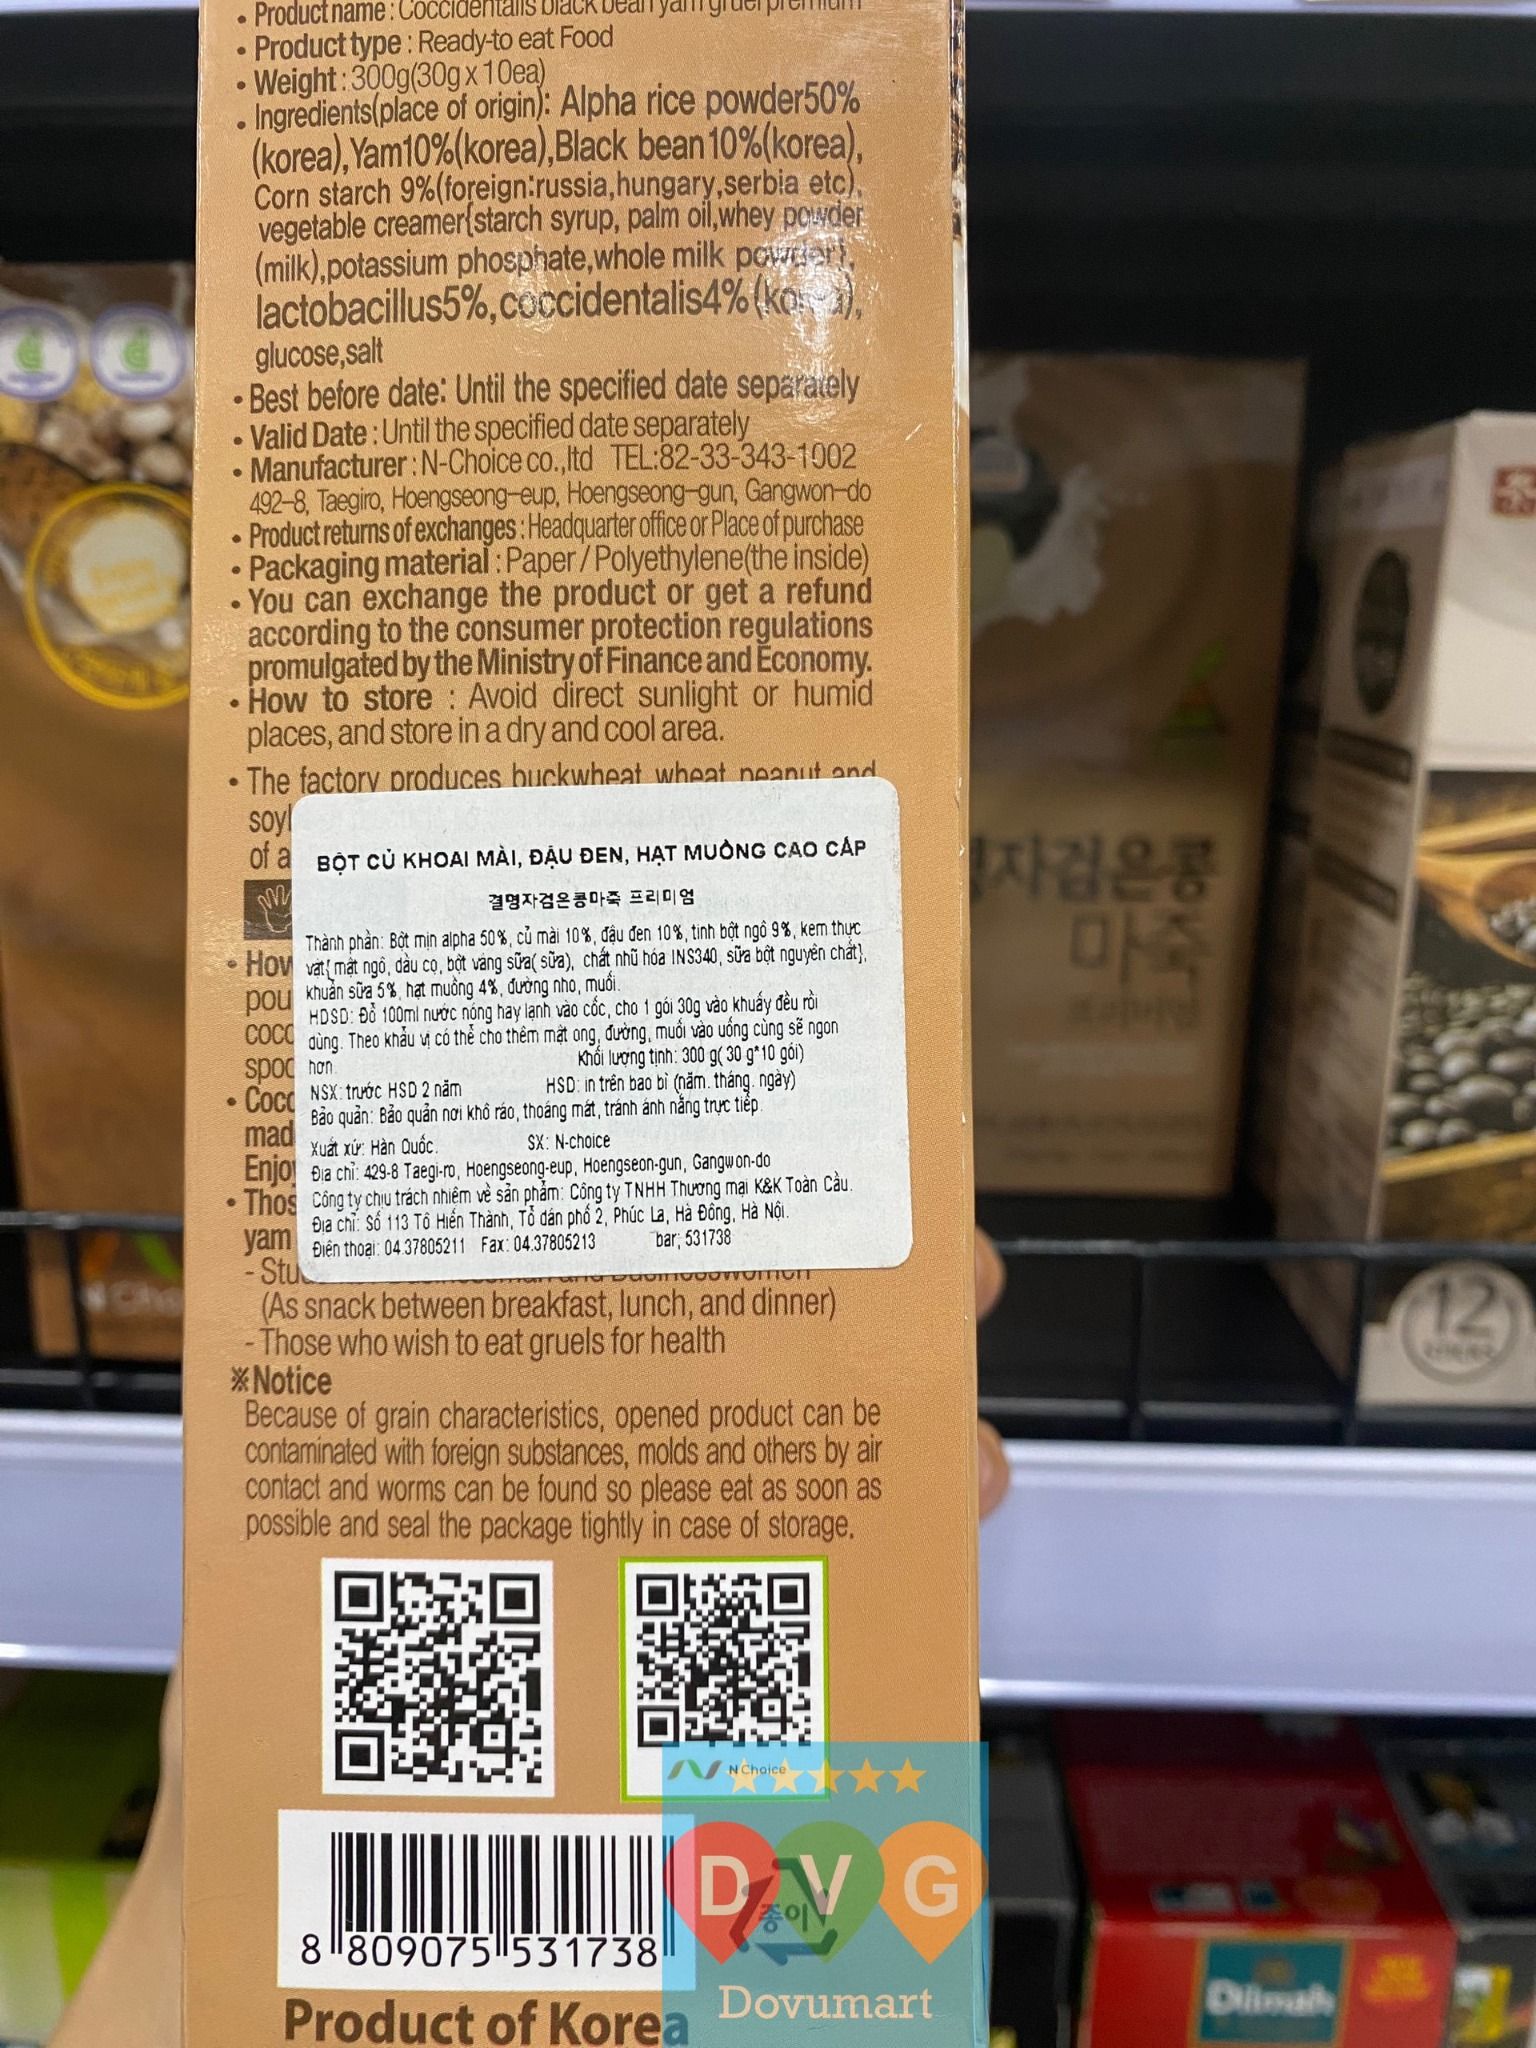 • Product name : Coccidentalis black bean yam gruel premium
• Product type : Ready-to eat Food
• Weight : 300g(30g x 10ea)
• Ingredients(place of origin): Alpha rice powder50%
(korea),Yam10%(korea),Black bean10%(korea),
Corn starch 9%(foreign:russia,hungary,serbia etc),
vegetable creamer{starch syrup, palm oil,whey powder
(milk),potassium phosphate,whole milk powder},
lactobacillus5%,coccidentalis4%(korea),
glucose,salt
• Best before date: Until the specified date separately
• Valid Date : Until the specified date separately
• Manufacturer : N-Choice co.,ltd TEL:82-33-343-1002
492-8, Taegiro, Hoengseong-eup, Hoengseong-gun, Gangwon-do
• Product returns of exchanges : Headquarter office or Place of purchase
• Packaging material : Paper / Polyethylene(the inside)
• You can exchange the product or get a refund
according to the consumer protection regulations
promulgated by the Ministry of Finance and Economy.
• How to store : Avoid direct sunlight or humid
places, and store in a dry and cool area.
• The factory produces buckwheat wheat peanut and
of a
BỘT CỦ KHOAI MÀI, ĐẬU ĐEN, HẠT MUỒNG CAO CẤP
결명자검은콩마죽 프리미엄
Thành phần: Bột mịn alpha 50%, củ mài 10%, đậu đen 10%, tinh bột ngô 9%, kem thực
vật{ mật ngô, dầu cọ, bột váng sữa( sữa), chất nhũ hóa INS340, sữa bột nguyên chất},
khuẩn sữa 5%, hạt muồng 4%, đường nho, muối.
HDSD: Đổ 100ml nước nóng hay lạnh vào cốc, cho 1 gói 30g vào khuấy đều rồi
dùng. Theo khẩu vị có thể cho thêm mật ong, đường, muối vào uống cùng sẽ ngon
hơn.
Khối lượng tịnh: 300 g( 30 g*10 gói)
NSX: trước HSD 2 năm HSD: in trên bao bì (năm. tháng. ngày)
Bảo quản: Bảo quản nơi khô ráo, thoáng mát, tránh ánh nắng trực tiếp.
Xuất xứ: Hàn Quốc. SX: N-choice
Địa chỉ: 429-8 Taegi-ro, Hoengseong-eup, Hoengseon-gun, Gangwon-do
Công ty chịu trách nhiệm về sản phẩm: Công ty TNHH Thương mại K&K Toàn Cầu.
Địa chỉ: Số 113 Tô Hiến Thành, Tổ dân phố 2, Phúc La, Hà Đông, Hà Nội.
Điện thoại: 04.37805211 Fax: 04.37805213 bar; 531738
• How
• Thos
yam
(As snack between breakfast, lunch, and dinner)
- Those who wish to eat gruels for health
※Notice
Because of grain characteristics, opened product can be
contaminated with foreign substances, molds and others by air
contact and worms can be found so please eat as soon as
possible and seal the package tightly in case of storage.
N Choice
8 809075 531738
Product of Korea
D V G
종이
Dovumart
자검은콩
마죽
프리미엄
12
Dilmah